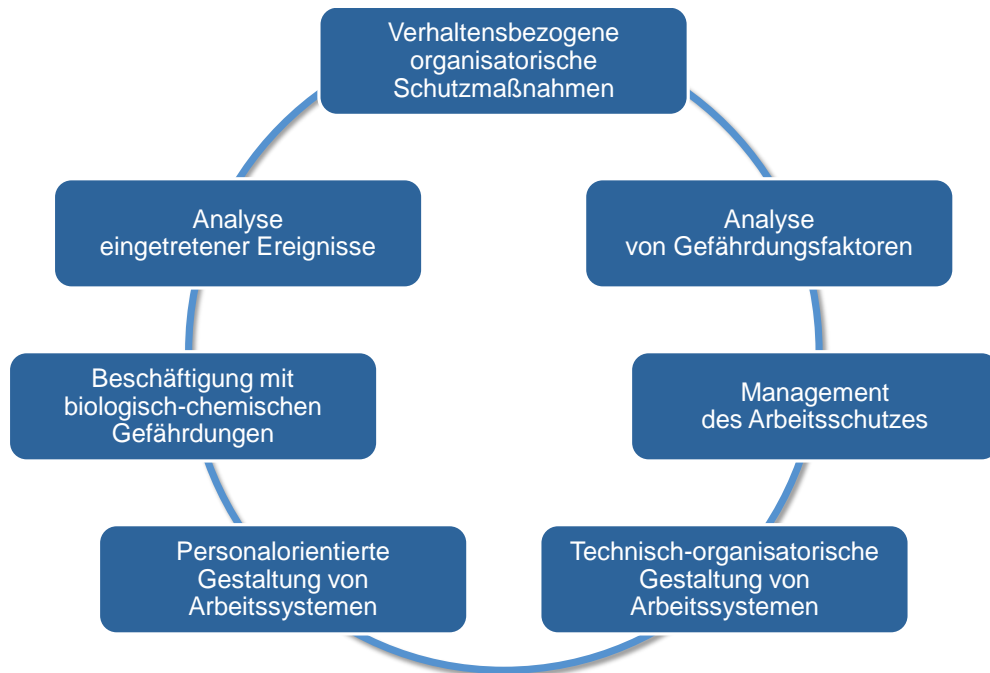 Verhaltensbezogene
organisatorische
Schutzmaßnahmen
Analyse
von Gefährdungsfaktoren
Management
des Arbeitsschutzes
Technisch-organisatorische
Gestaltung von
Arbeitssystemen
Personalorientierte
Gestaltung von
Arbeitssystemen
Beschäftigung mit
biologisch-chemischen
Gefährdungen
Analyse
eingetretener Ereignisse